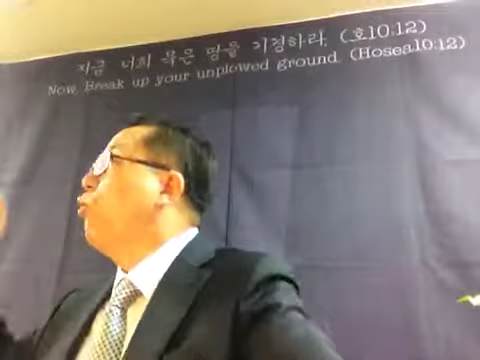 지금 너희 묵은 땅을 기경하라. (호10:12)
Now, Break up your unplowed ground. (Hosea10:12)